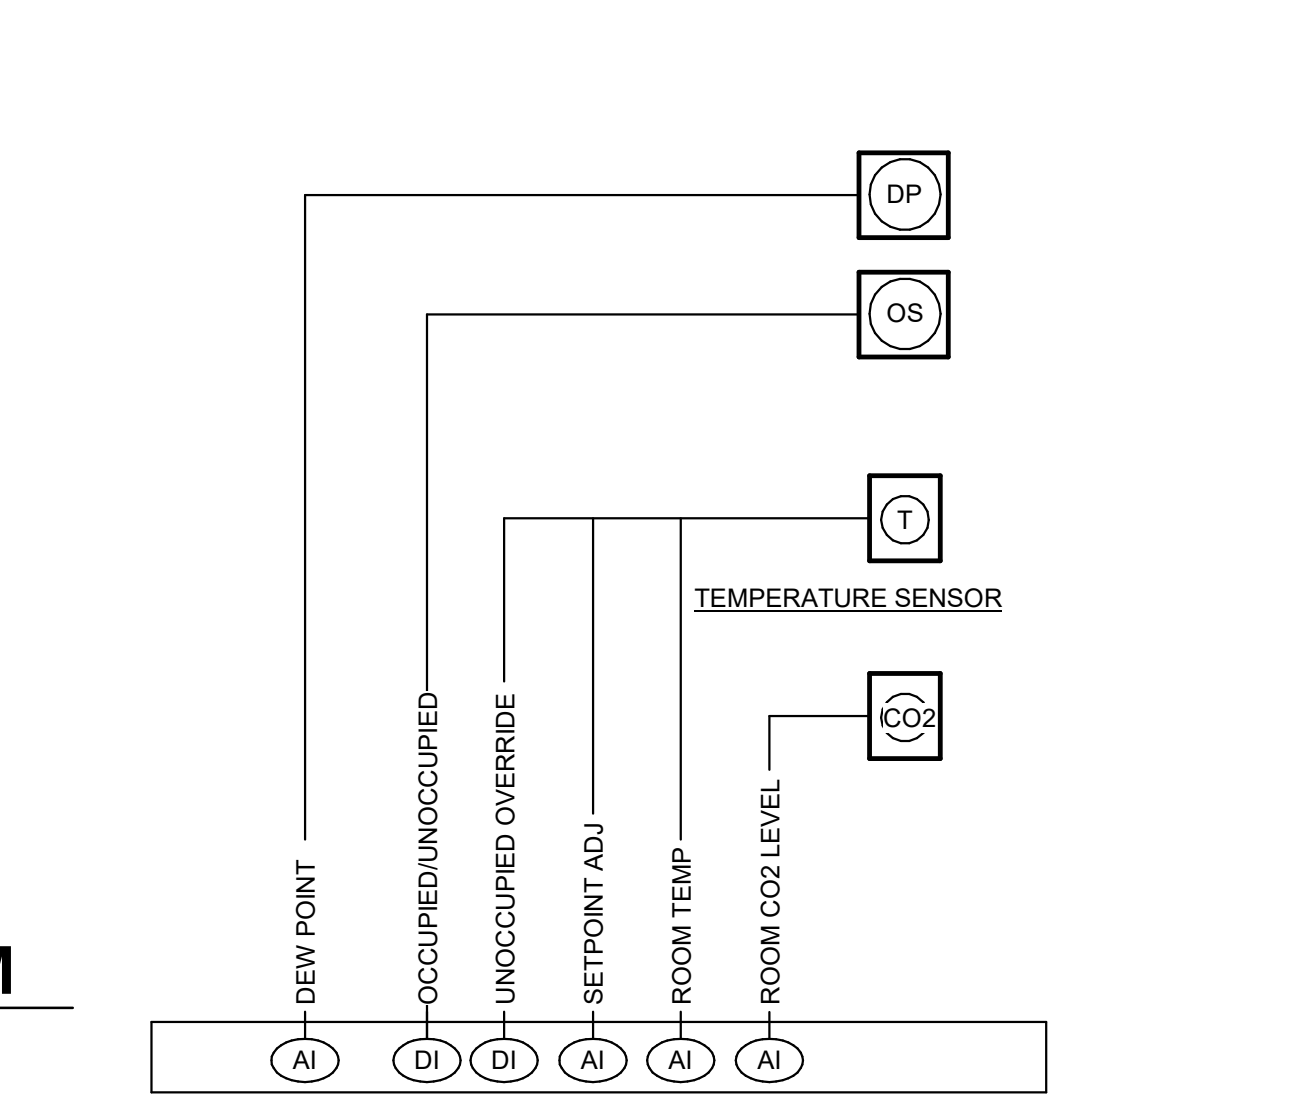 DP
OS
T
TEMPERATURE SENSOR
CO2
DEW POINT
OCCUPIED/UNOCCUPIED
UNOCCUPIED OVERRIDE
SETPOINT ADJ
ROOM TEMP
ROOM CO2 LEVEL
M
AI
DI
DI
AI
AI
AI